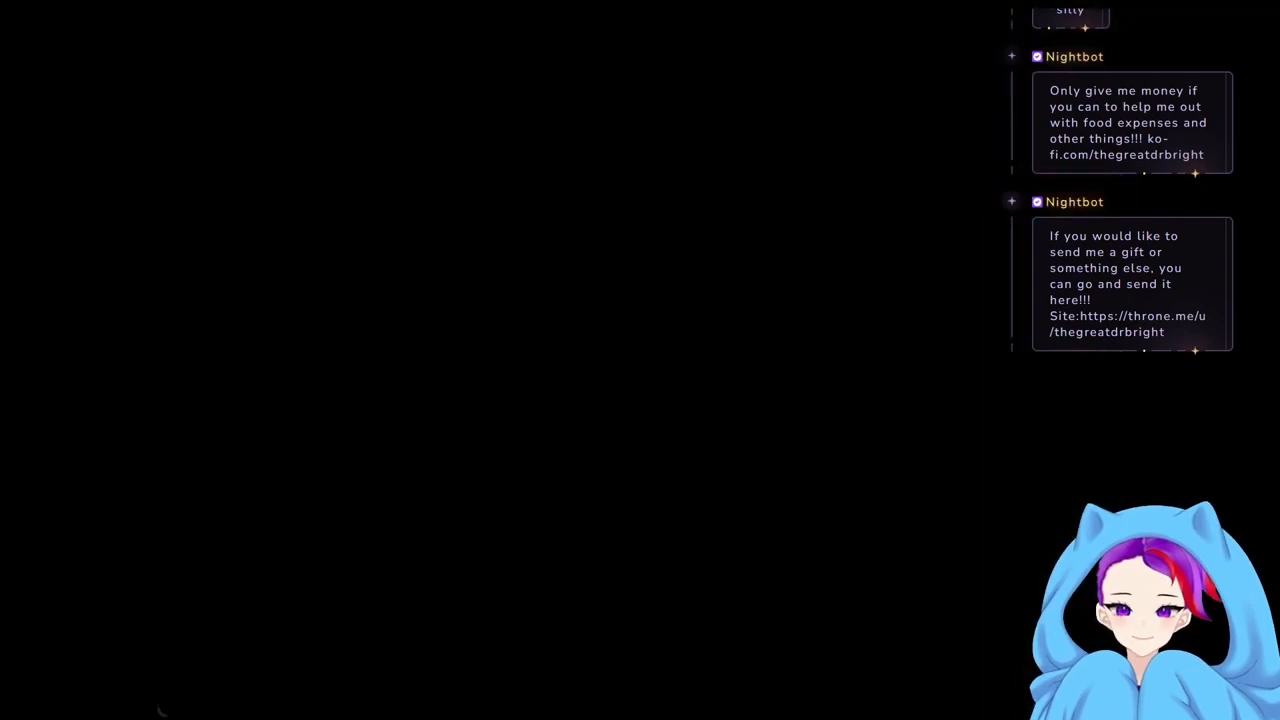 silly
Nightbot
Only give me money if
you can to help me out
with food expenses and
other things!!! ko-
fi.com/thegreatdrbright
Nightbot
If you would like to
send me a gift or
something else, you
can go and send it
here!!!
Site:https://throne.me/u
/thegreatdrbright